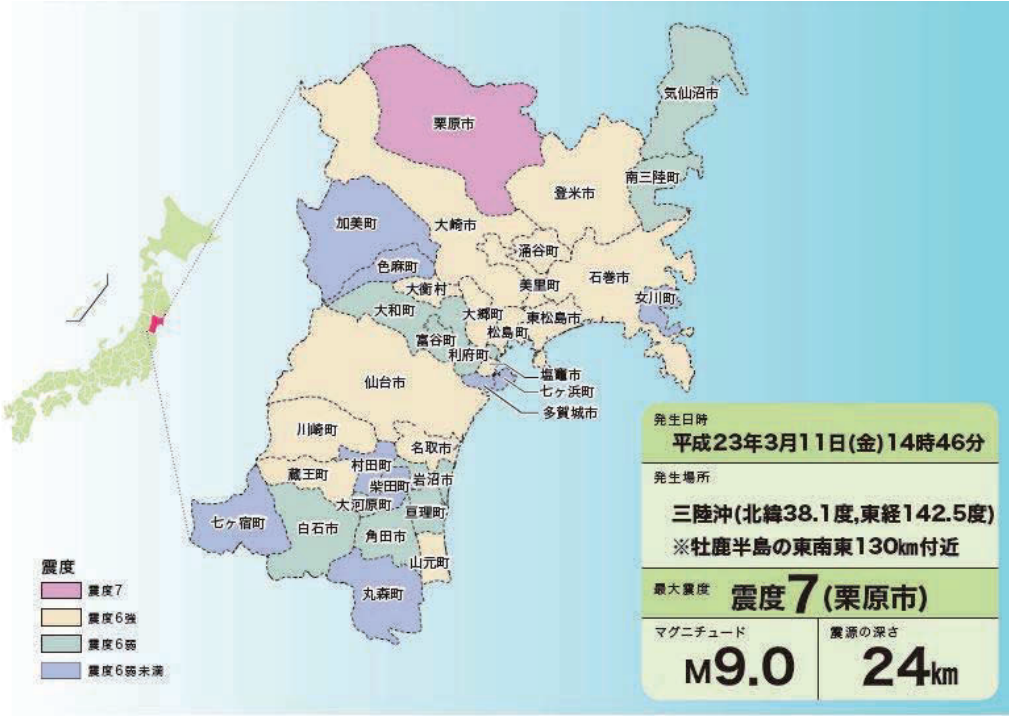 気仙沼市
栗原市
南三陸町
登米市
加美町
大崎市
涌谷町
色麻町
石巻市
美里町
大衡村
女川町
大和町
大郷町
東松島市
松島町
富谷町
利府町
塩竈市
仙台市
七ヶ浜町
多賀城市
川崎町
名取市
村田町
蔵王町
岩沼市
柴田町
大河原町
亘理町
七ヶ宿町
白石市
角田市
山元町
丸森町
震度
震度7
震度6強
震度6弱
震度6弱未満
発生日時
平成23年3月11日(金)14時46分
発生場所
三陸沖(北緯38.1度,東経142.5度)
※牡鹿半島の東南東130km付近
最大震度 震度7(栗原市)
マグニチュード
M9.0
震源の深さ
24km